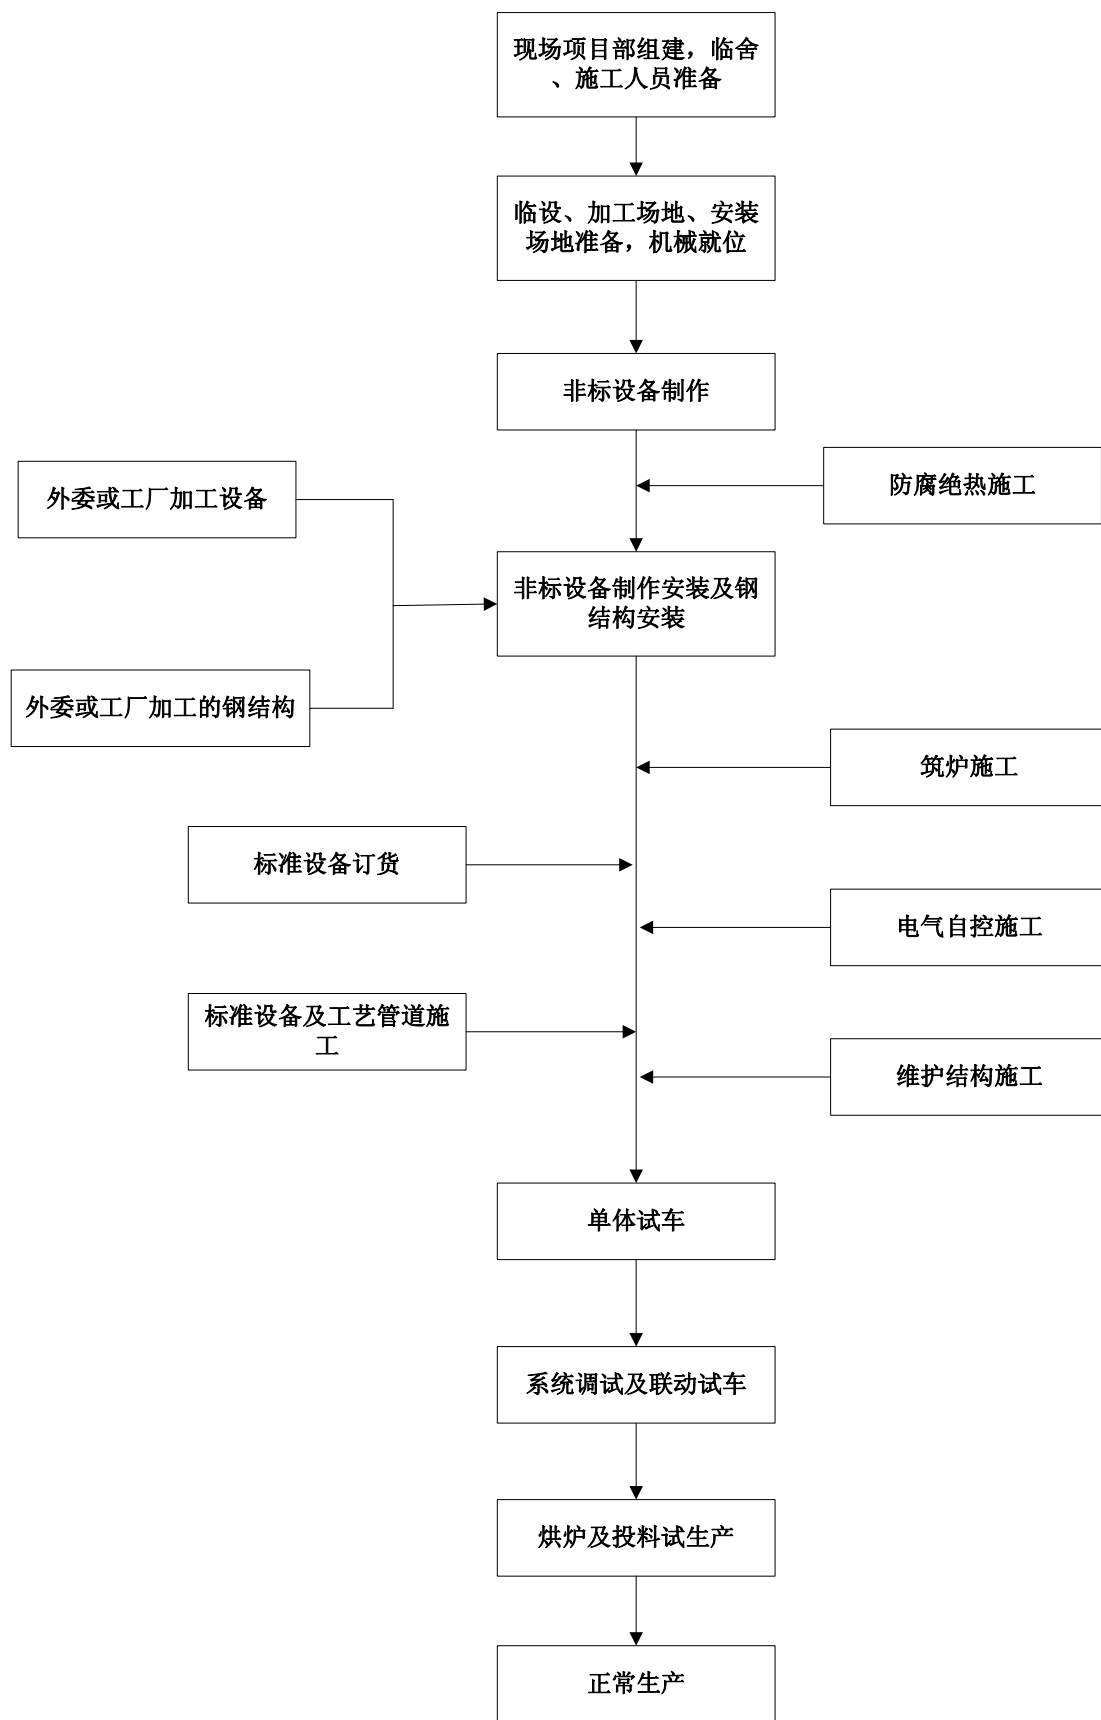 现场项目部组建，临舍
、施工人员准备
临设、加工场地、安装
场地准备，机械就位
非标设备制作
外委或工厂加工设备
防腐绝热施工
非标设备制作安装及钢
结构安装
外委或工厂加工的钢结构
筑炉施工
标准设备订货
电气自控施工
标准设备及工艺管道施
工
维护结构施工
单体试车
系统调试及联动试车
烘炉及投料试生产
正常生产